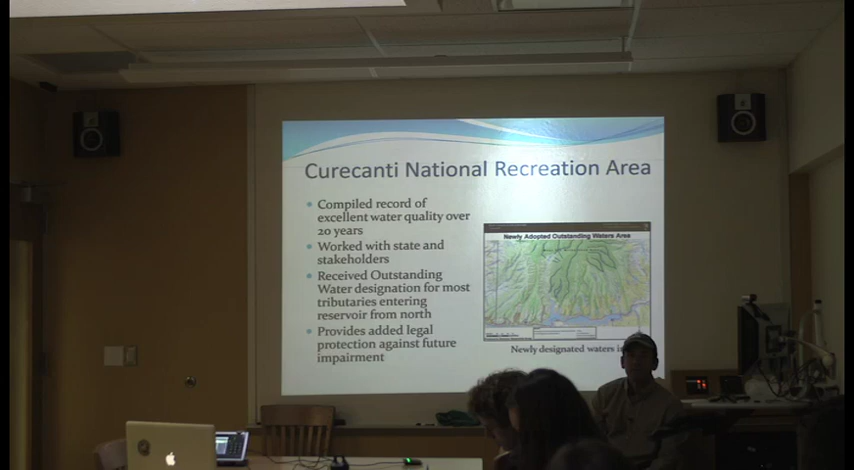 Curecanti National Recreation Area
Compiled record of
excellent water quality over
20 years
Worked with state and
stakeholders
Received Outstanding
Water designation for most
tributaries entering
reservoir from north
Provides added legal
protection against future
impairment
Newly Adopted Outstanding Waters Area
Newly designated waters